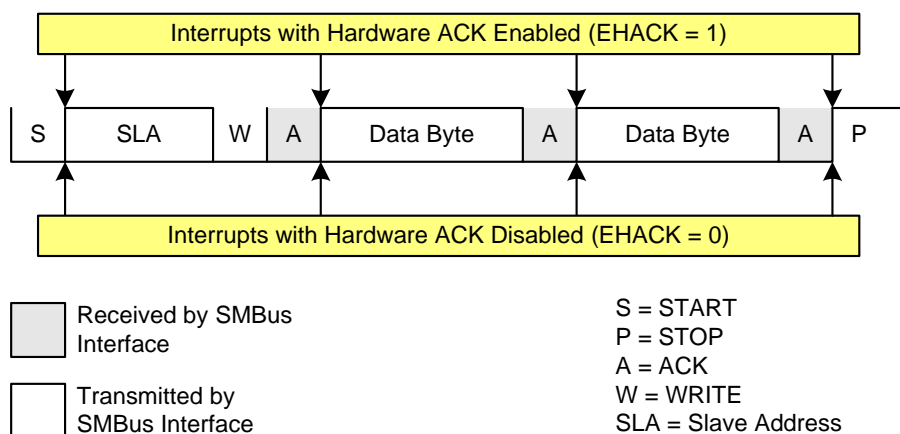 Interrupts with Hardware ACK Enabled (EHACK = 1)
S SLA W A Data Byte A Data Byte A P
Interrupts with Hardware ACK Disabled (EHACK = 0)
Received by SMBus
Interface
Transmitted by
SMBus Interface
S = START
P = STOP
A = ACK
W = WRITE
SLA = Slave Address